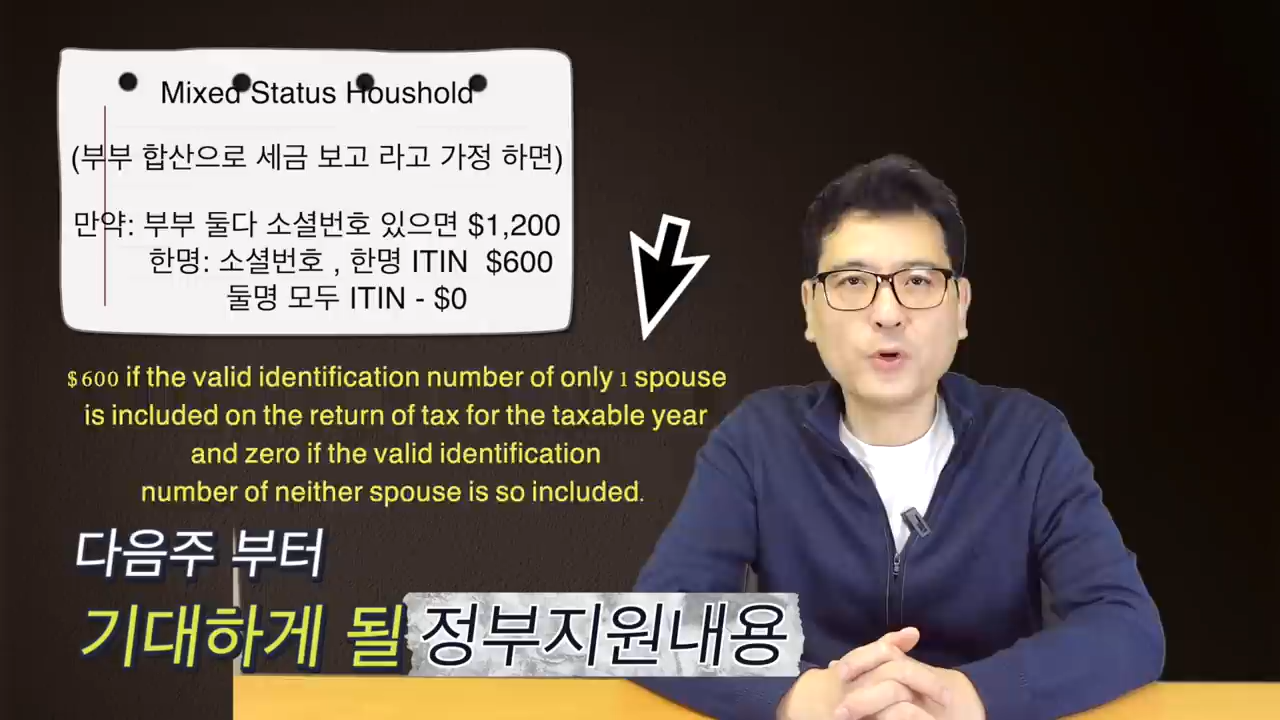 Mixed Status Houshold
(부부 합산으로 세금 보고 라고 가정 하면)
만약: 부부 둘다 소셜번호 있으면 $1,200
한명: 소셜번호 , 한명 ITIN $600
둘명 모두 ITIN - $0
$600 if the valid identification number of only 1 spouse
is included on the return of tax for the taxable year
and zero if the valid identification
number of neither spouse is so included.
다음주 부터
기대하게 될 정부지원내용